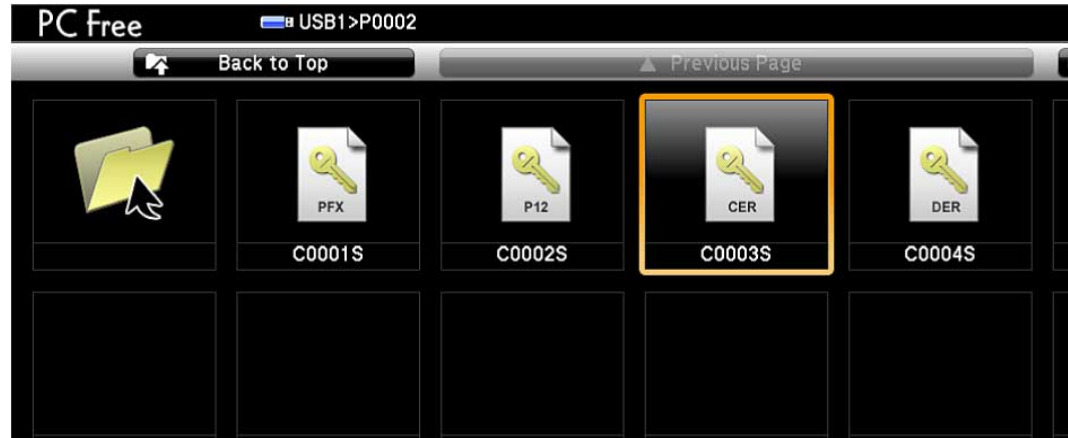 PC Free USB1>P0002
Back to Top ▲ Previous Page
PFX P12 CER DER
C0001S C0002S C0003S C0004S